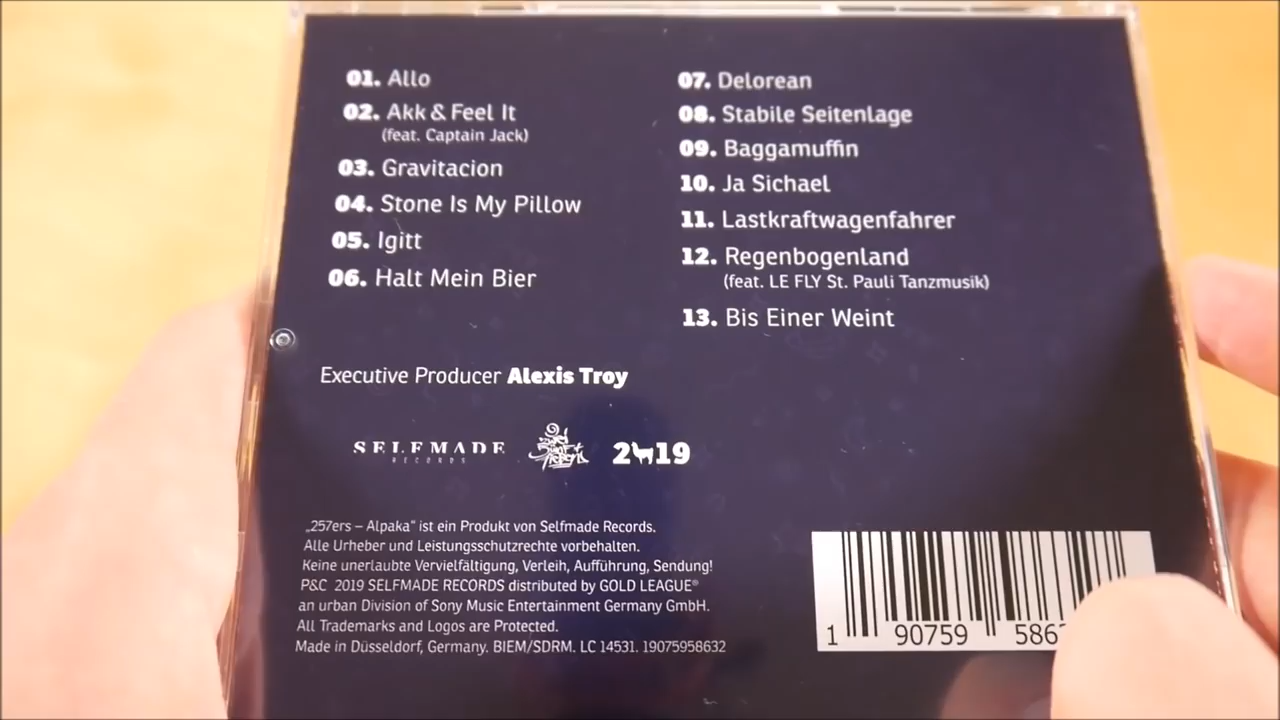 01. Allo
02. Akk & Feel It
(feat. Captain Jack)
03. Gravitacion
04. Stone Is My Pillow
05. Igitt
06. Halt Mein Bier
07. Delorean
08. Stabile Seitenlage
09. Baggamuffin
10. Ja Sichael
11. Lastkraftwagenfahrer
12. Regenbogenland
(feat. LE FLY St. Pauli Tanzmusik)
13. Bis Einer Weint
Executive Producer Alexis Troy
SELFMADE
RECORDS
2019
„257ers – Alpaka“ ist ein Produkt von Selfmade Records.
Alle Urheber und Leistungsschutzrechte vorbehalten.
Keine unerlaubte Vervielfältigung, Verleih, Aufführung, Sendung!
P&C 2019 SELFMADE RECORDS distributed by GOLD LEAGUE®
an urban Division of Sony Music Entertainment Germany GmbH.
All Trademarks and Logos are Protected.
Made in Düsseldorf, Germany. BIEM/SDRM. LC 14531. 19075958632
1 90759 586